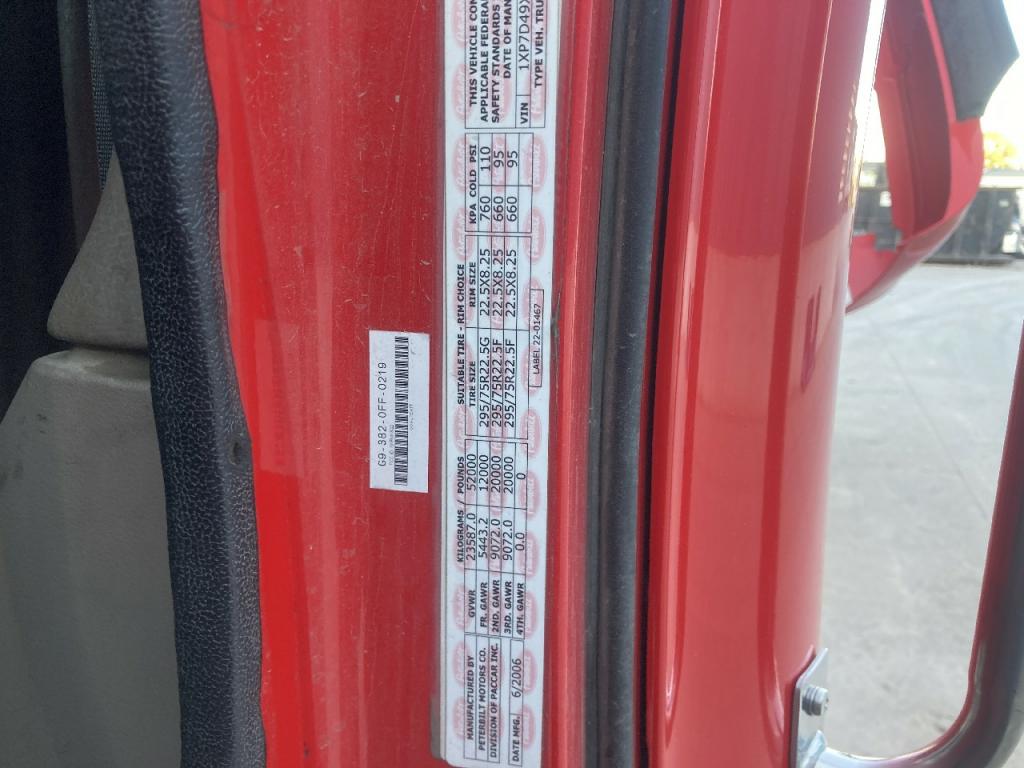 G9-382-0FF-0219
MANUFACTURED BY
PETERBILT MOTORS CO.
DIVISION OF PACCAR INC.
DATE MFG. 6/2006
KILOGRAMS / POUNDS
GVWR 23587.0 52000
FR. GAWR 5443.2 12000
2ND. GAWR 9072.0 20000
3RD. GAWR 9072.0 20000
4TH. GAWR 0.0 0
SUITABLE TIRE - RIM CHOICE
TIRE SIZE RIM SIZE KPA COLD PSI
295/75R22.5G 22.5X8.25 760 110
295/75R22.5F 22.5X8.25 660 95
295/75R22.5F 22.5X8.25 660 95
LABEL 22-01467
THIS VEHICLE CON
APPLICABLE FEDERA
SAFETY STANDARDS
DATE OF MAN
VIN 1XP7D49X
TYPE VEH. TRU